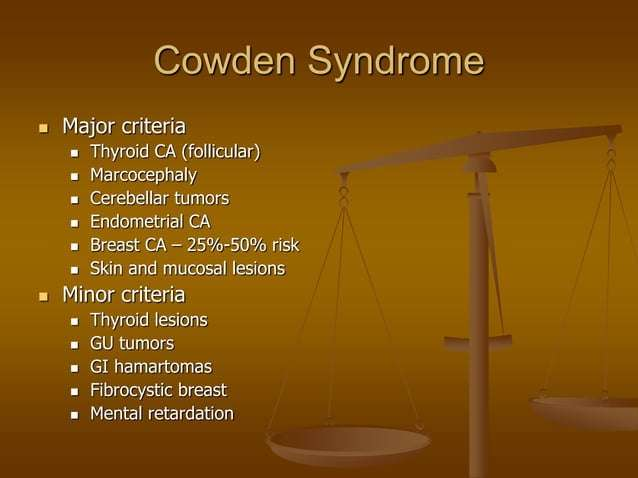 Cowden Syndrome
Major criteria
Thyroid CA (follicular)
Marcocephaly
Cerebellar tumors
Endometrial CA
Breast CA – 25%-50% risk
Skin and mucosal lesions
Minor criteria
Thyroid lesions
GU tumors
GI hamartomas
Fibrocystic breast
Mental retardation